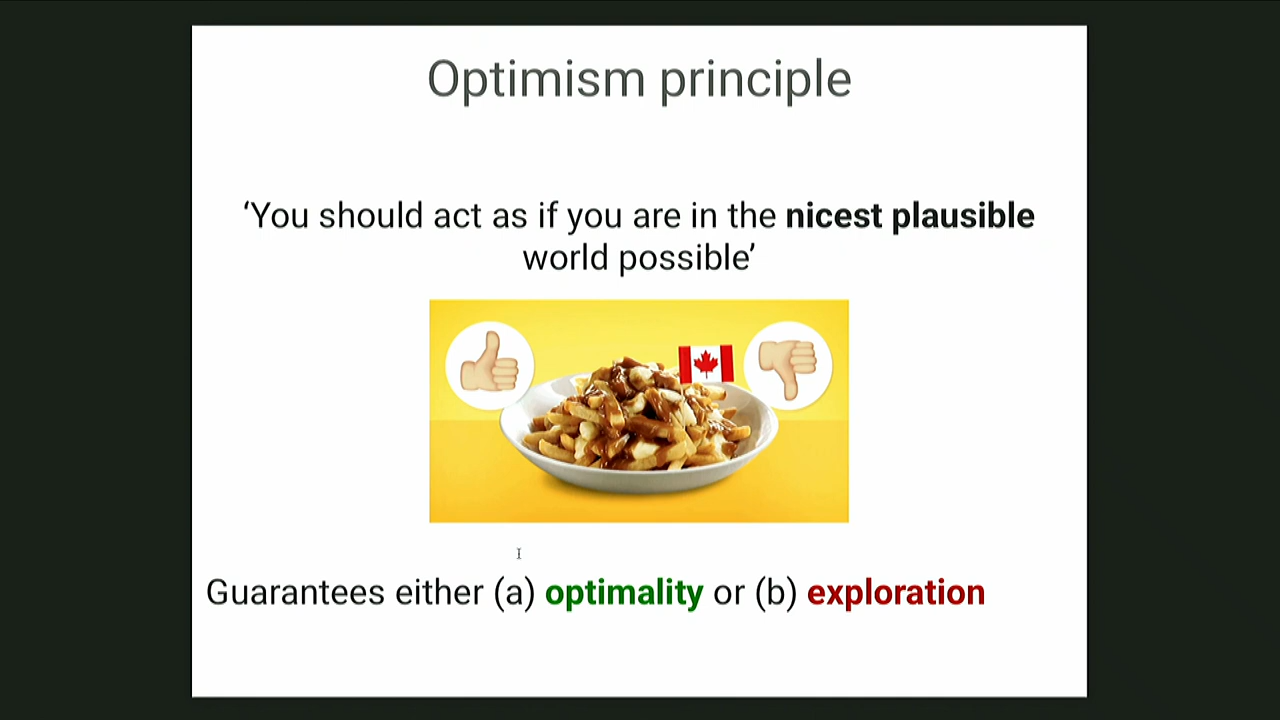 Optimism principle
‘You should act as if you are in the nicest plausible
world possible’
Guarantees either (a) optimality or (b) exploration